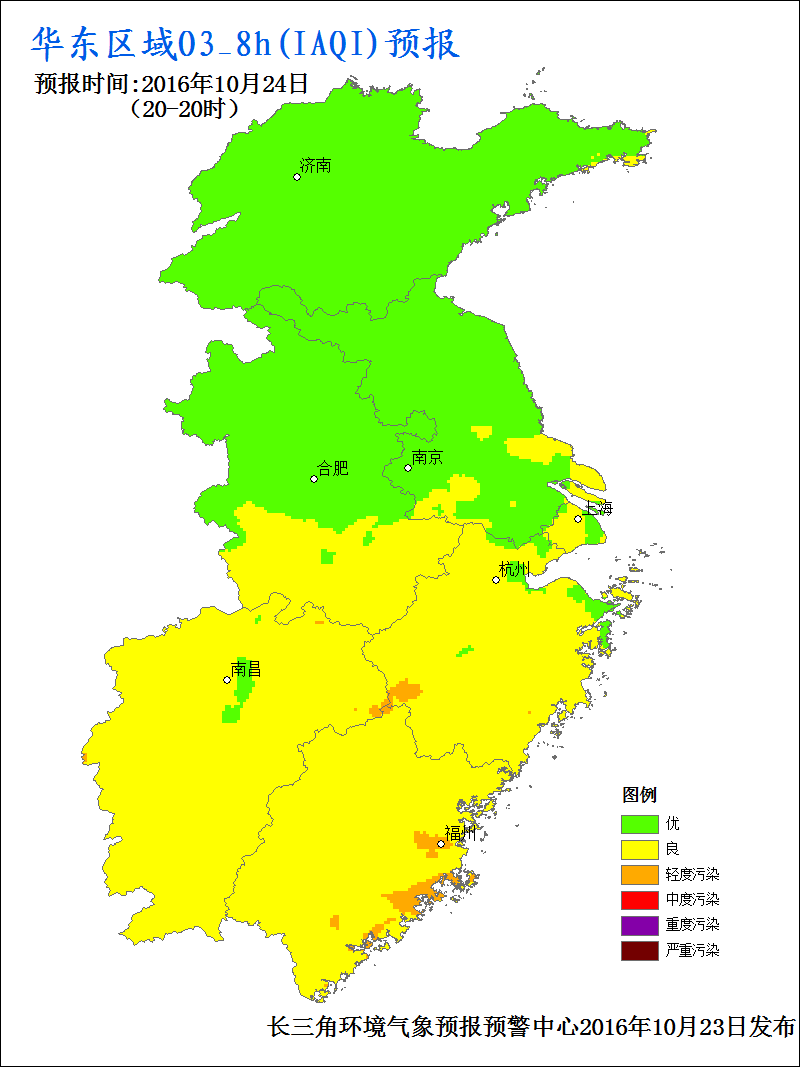 华东区域O3_8h(IAQI)预报
预报时间:2016年10月24日
（20-20时）
济南
南京
合肥
上海
杭州
南昌
福州
图例
优
良
轻度污染
中度污染
重度污染
严重污染
长三角环境气象预报预警中心2016年10月23日发布